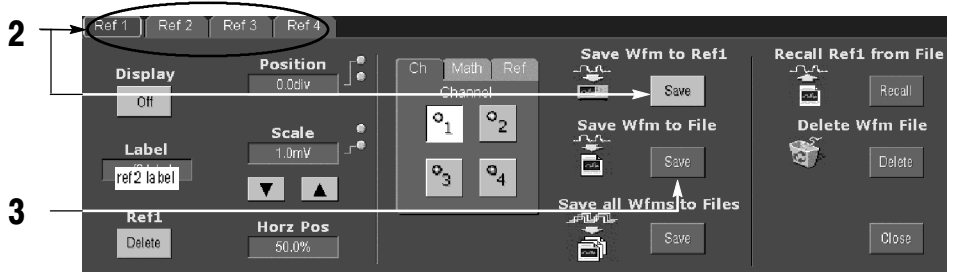 2
3
Ref 1 Ref 2 Ref 3 Ref 4
Display
Off
Label
ref2 label
Ref1
Delete
Position
0.0div
Scale
1.0mV
Horz Pos
50.0%
Ch Math Ref
Channel
1 2
3 4
Save Wfm to Ref1
Save
Save Wfm to File
Save
Save all Wfms to Files
Save
Recall Ref1 from File
Recall
Delete Wfm File
Delete
Close